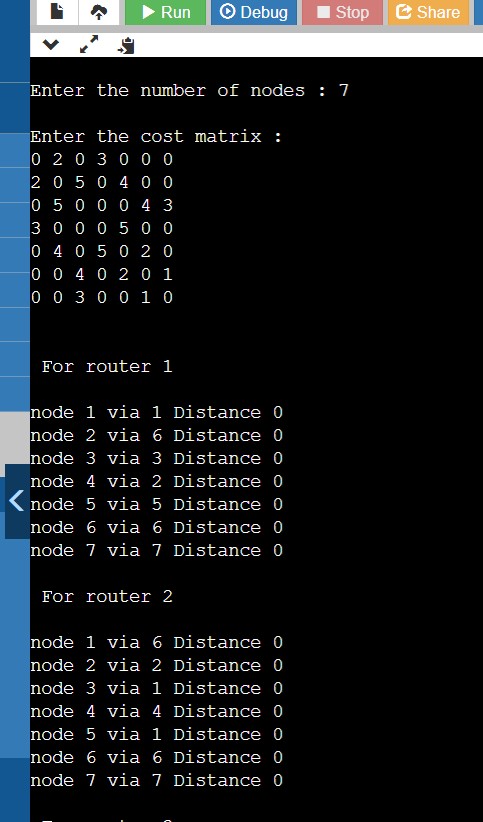 Run Debug Stop Share
Enter the number of nodes : 7
Enter the cost matrix :
0 2 0 3 0 0 0
2 0 5 0 4 0 0
0 5 0 0 0 4 3
3 0 0 0 5 0 0
0 4 0 5 0 2 0
0 0 4 0 2 0 1
0 0 3 0 0 1 0
For router 1
node 1 via 1 Distance 0
node 2 via 6 Distance 0
node 3 via 3 Distance 0
node 4 via 2 Distance 0
node 5 via 5 Distance 0
node 6 via 6 Distance 0
node 7 via 7 Distance 0
For router 2
node 1 via 6 Distance 0
node 2 via 2 Distance 0
node 3 via 1 Distance 0
node 4 via 4 Distance 0
node 5 via 1 Distance 0
node 6 via 6 Distance 0
node 7 via 7 Distance 0